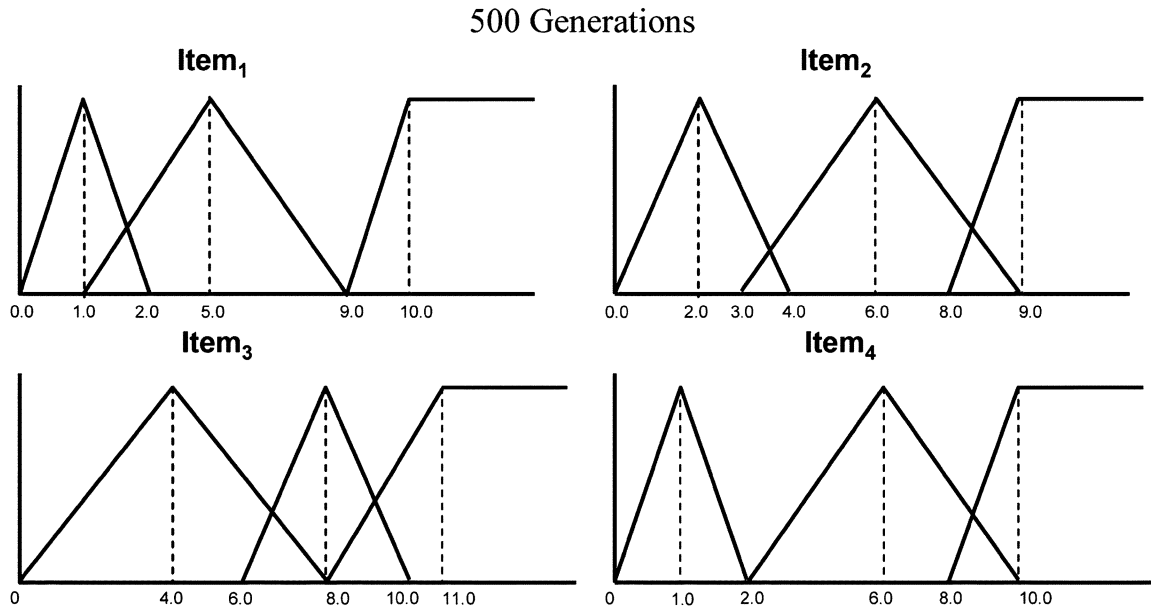 500 Generations
Item₁
0.0 1.0 2.0 5.0 9.0 10.0
Item₂
0.0 2.0 3.0 4.0 6.0 8.0 9.0
Item₃
0 4.0 6.0 8.0 10.0 11.0
Item₄
0 1.0 2.0 6.0 8.0 10.0